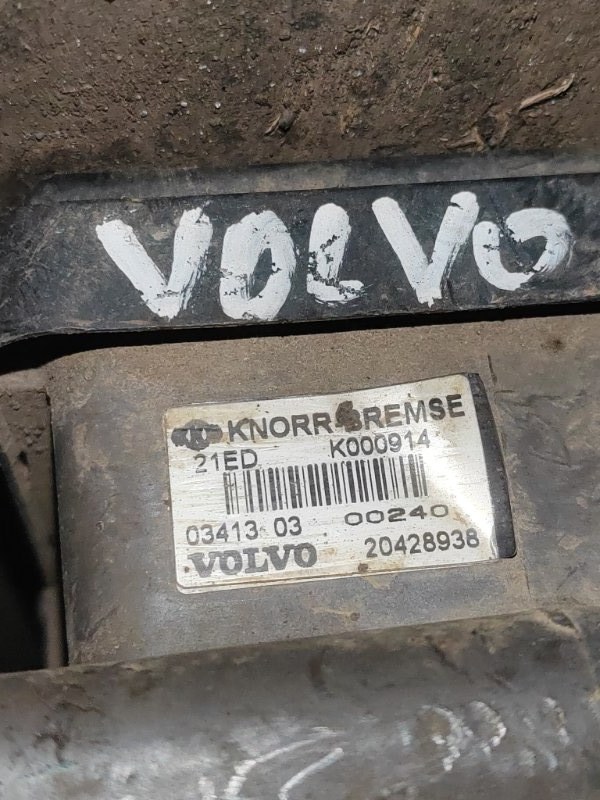 VOLVO
KNORR-BREMSE
21ED K000914
03413 03 00240
VOLVO 20428938